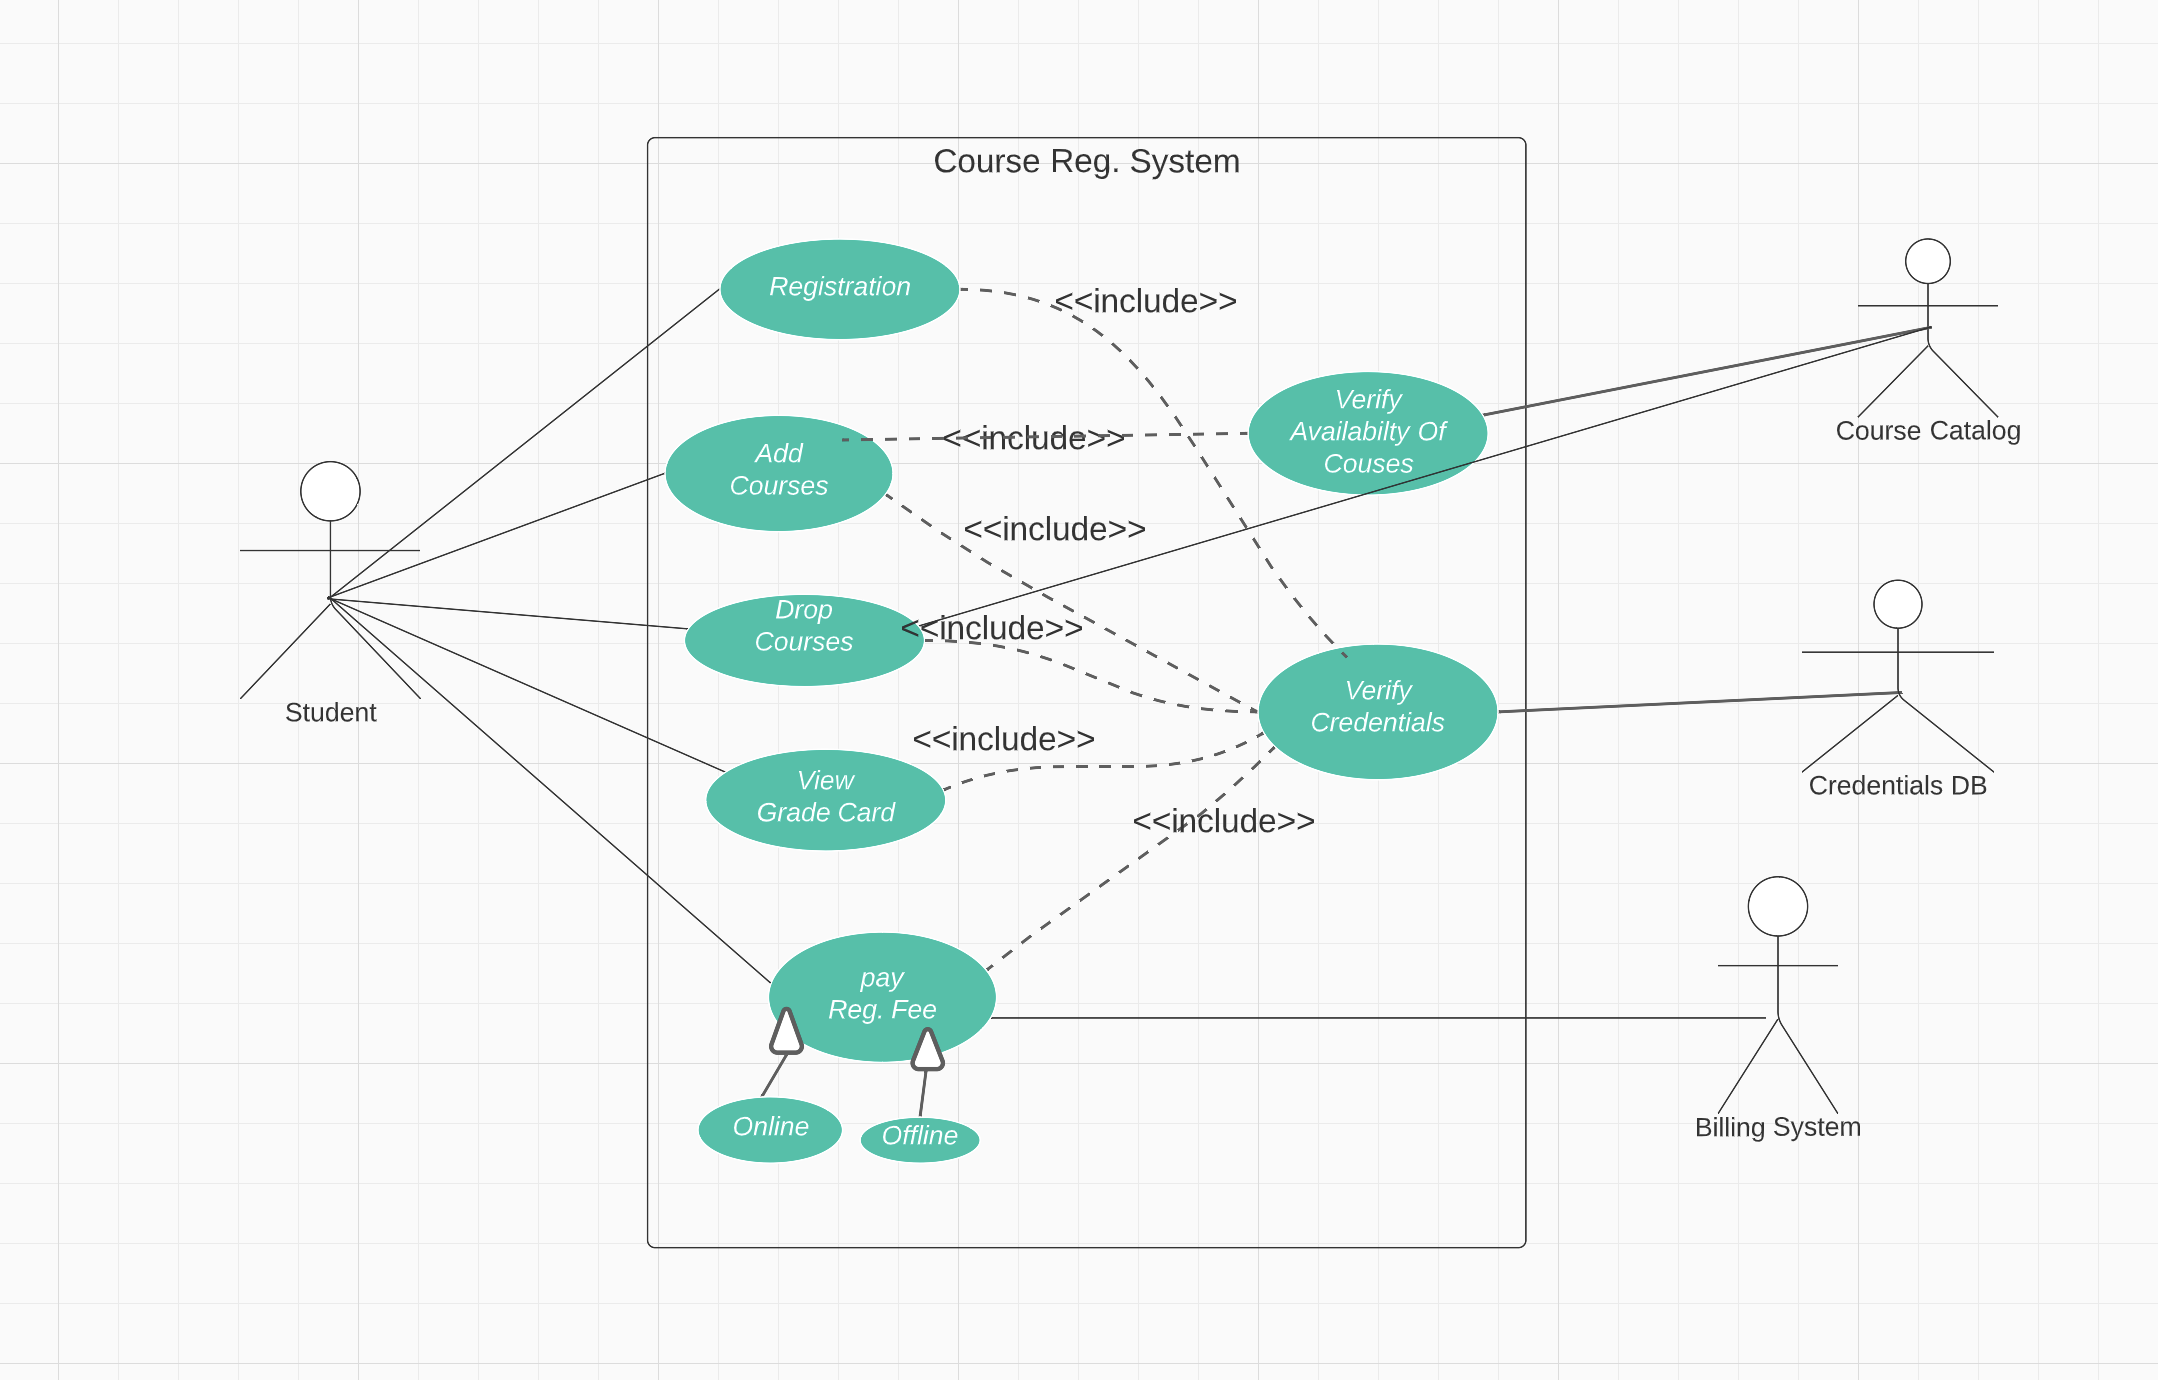 Course Reg. System
Registration
<<include>>
Verify
Availabilty Of
Couses
Add
Courses
<<include>>
Course Catalog
<<include>>
Drop
Courses
<<include>>
Student
Verify
Credentials
<<include>>
View
Grade Card
Credentials DB
<<include>>
pay
Reg. Fee
Online
Offline
Billing System